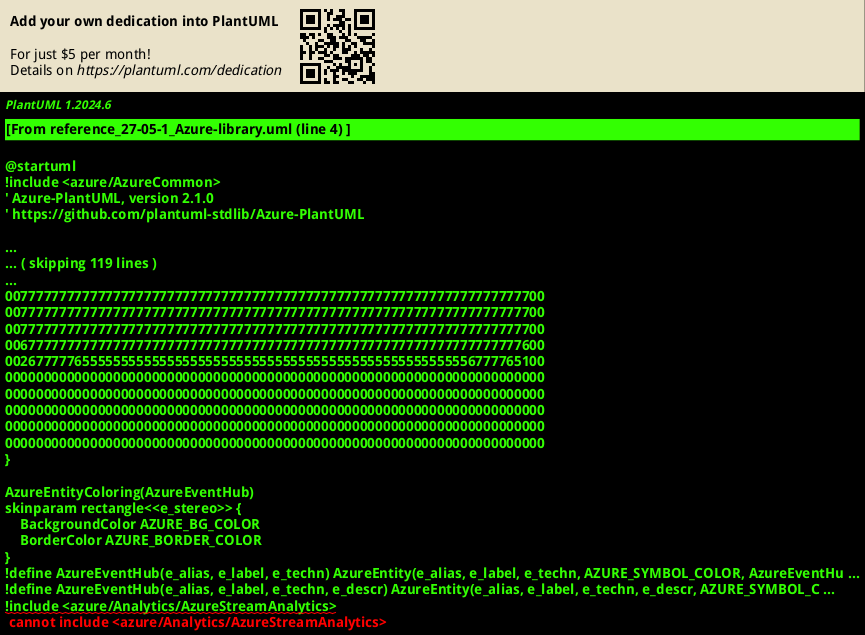 Add your own dedication into PlantUML
For just $5 per month!
Details on https://plantuml.com/dedication
PlantUML 1.2024.6
[From reference_27-05-1_Azure-library.uml (line 4) ]
@startuml
!include <azure/AzureCommon>
' Azure-PlantUML, version 2.1.0
' https://github.com/plantuml-stdlib/Azure-PlantUML
...
... ( skipping 119 lines )
...
0077777777777777777777777777777777777777777777777777777777777777777700
0077777777777777777777777777777777777777777777777777777777777777777700
0077777777777777777777777777777777777777777777777777777777777777777700
0067777777777777777777777777777777777777777777777777777777777777777600
0026777776555555555555555555555555555555555555555555555555556777765100
0000000000000000000000000000000000000000000000000000000000000000000000
0000000000000000000000000000000000000000000000000000000000000000000000
0000000000000000000000000000000000000000000000000000000000000000000000
0000000000000000000000000000000000000000000000000000000000000000000000
0000000000000000000000000000000000000000000000000000000000000000000000
}
AzureEntityColoring(AzureEventHub)
skinparam rectangle<<e_stereo>> {
BackgroundColor AZURE_BG_COLOR
BorderColor AZURE_BORDER_COLOR
}
!define AzureEventHub(e_alias, e_label, e_techn) AzureEntity(e_alias, e_label, e_techn, AZURE_SYMBOL_COLOR, AzureEventHu ...
!define AzureEventHub(e_alias, e_label, e_techn, e_descr) AzureEntity(e_alias, e_label, e_techn, e_descr, AZURE_SYMBOL_C ...
!include <azure/Analytics/AzureStreamAnalytics>
cannot include <azure/Analytics/AzureStreamAnalytics>